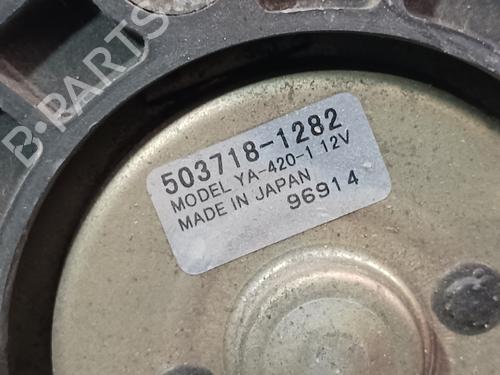 B-PARTS
503718-1282
MODEL YA-420-1 12V
MADE IN JAPAN
96914